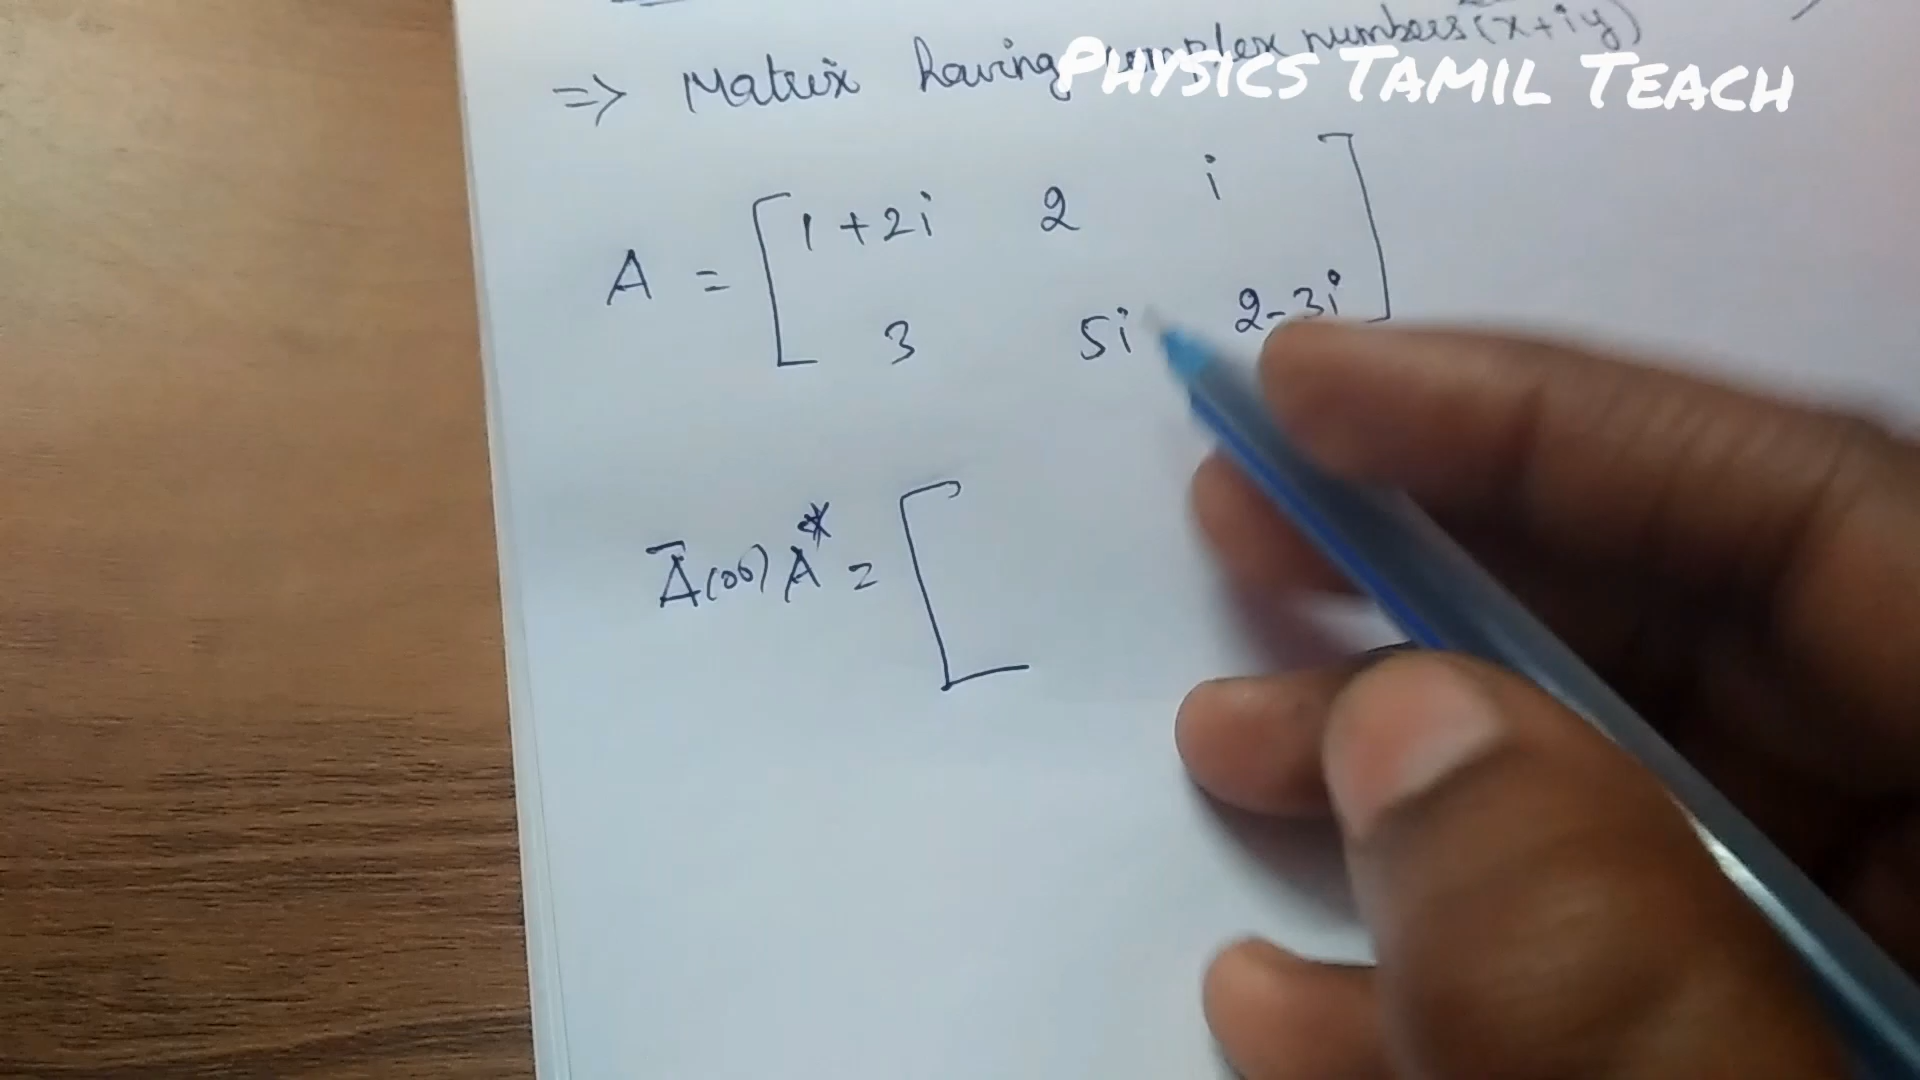 => Matrix having complex numbers (x+iy)
PHYSICS TAMIL TEACH
A = [ 1+2i 2 i ]
3 5i 2-3i
Ā (or) A* = [